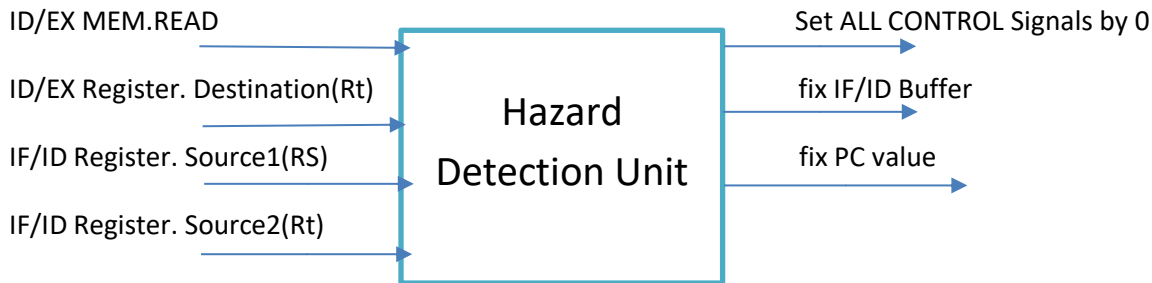 ID/EX MEM.READ
Set ALL CONTROL Signals by 0
ID/EX Register. Destination(Rt)
fix IF/ID Buffer
Hazard
Detection Unit
IF/ID Register. Source1(RS)
fix PC value
IF/ID Register. Source2(Rt)